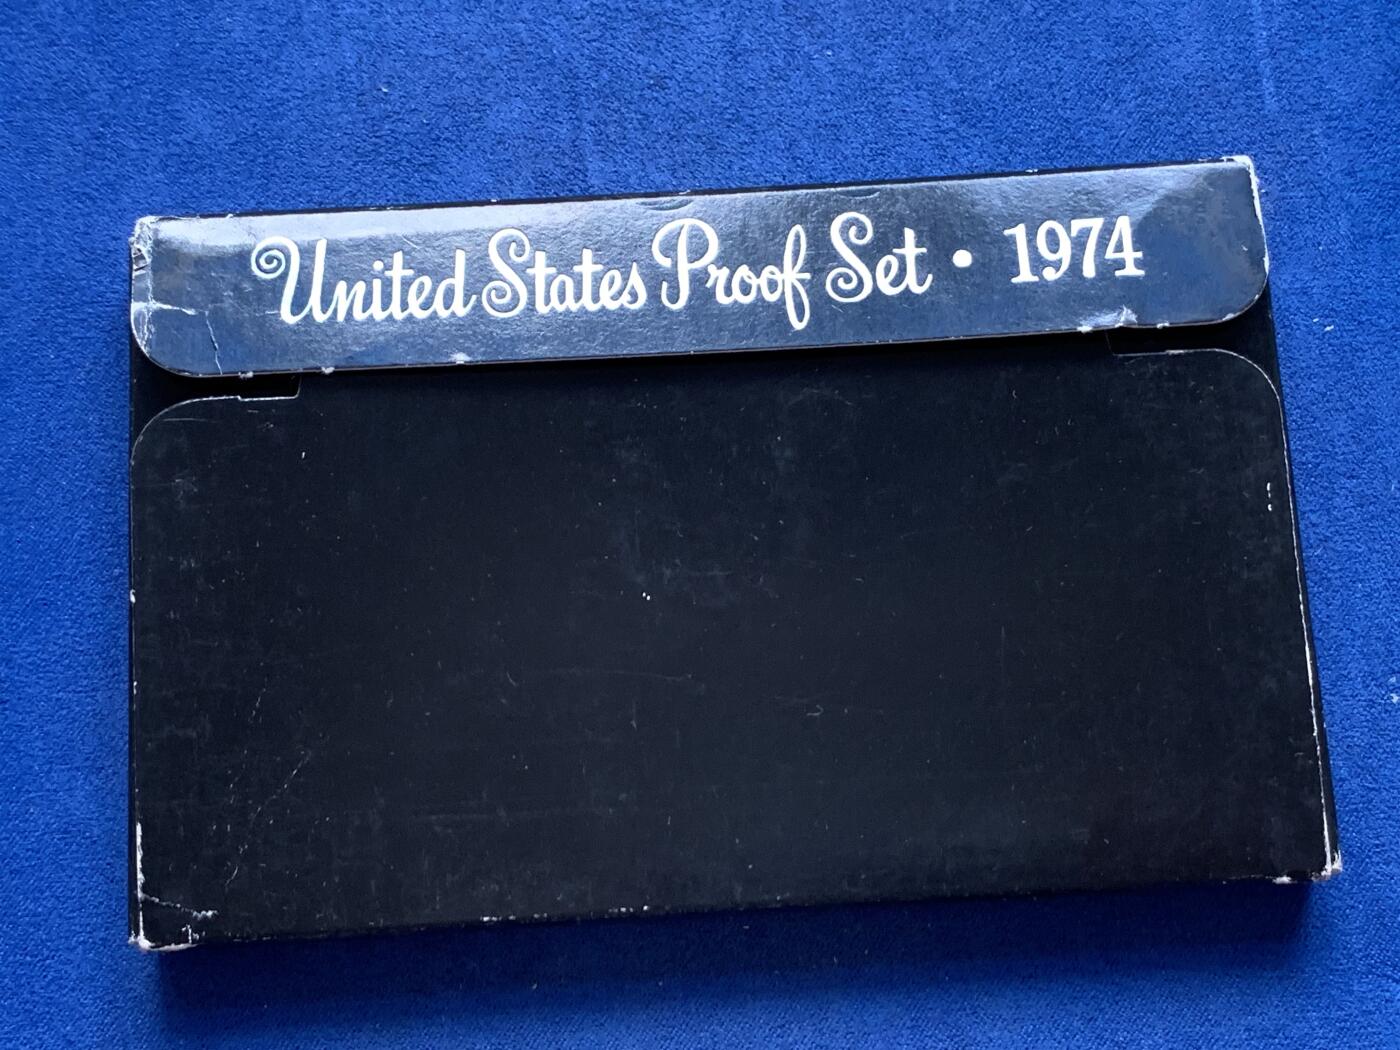 United States Proof Set • 1974